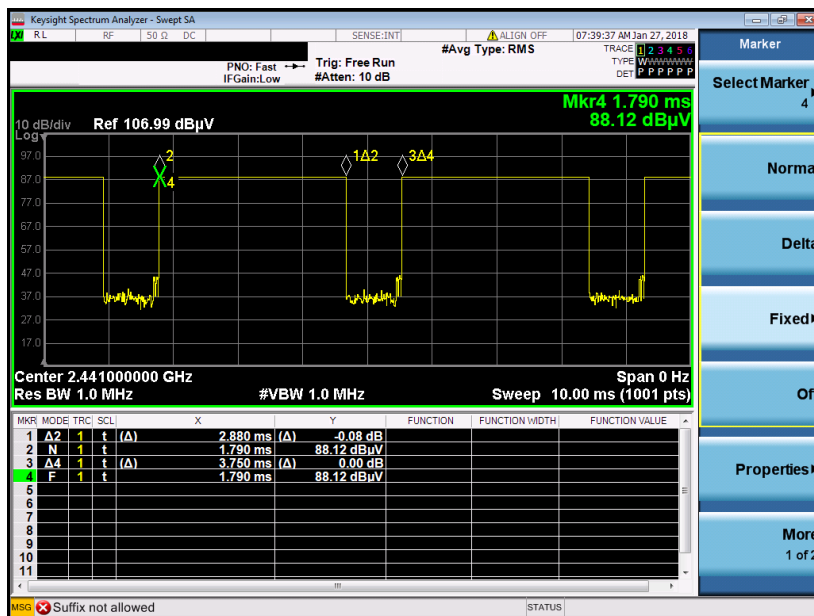 Keysight Spectrum Analyzer - Swept SA
LXI RL RF 50 Ω DC SENSE:INT ALIGN OFF 07:39:37 AM Jan 27, 2018
#Avg Type: RMS
TRACE 1 2 3 4 5 6
PNO: Fast Trig: Free Run TYPE WWWWWW
IFGain:Low #Atten: 10 dB DET P P P P P P
Mkr4 1.790 ms
10 dB/div Ref 106.99 dBµV 88.12 dBµV
Log
97.0
87.0
77.0
67.0
57.0
47.0
37.0
27.0
17.0
2
4
1Δ2
3Δ4
Center 2.441000000 GHz Span 0 Hz
Res BW 1.0 MHz #VBW 1.0 MHz Sweep 10.00 ms (1001 pts)
MKR MODE TRC SCL X Y FUNCTION FUNCTION WIDTH FUNCTION VALUE
1 Δ2 1 t (Δ) 2.880 ms (Δ) -0.08 dB
2 N 1 t 1.790 ms 88.12 dBµV
3 Δ4 1 t (Δ) 3.750 ms (Δ) 0.00 dB
4 F 1 t 1.790 ms 88.12 dBµV
5
6
7
8
9
10
11
MSG Suffix not allowed STATUS
Marker
Select Marker
4
Norma
Delta
Fixed
Of
Properties
More
1 of 2